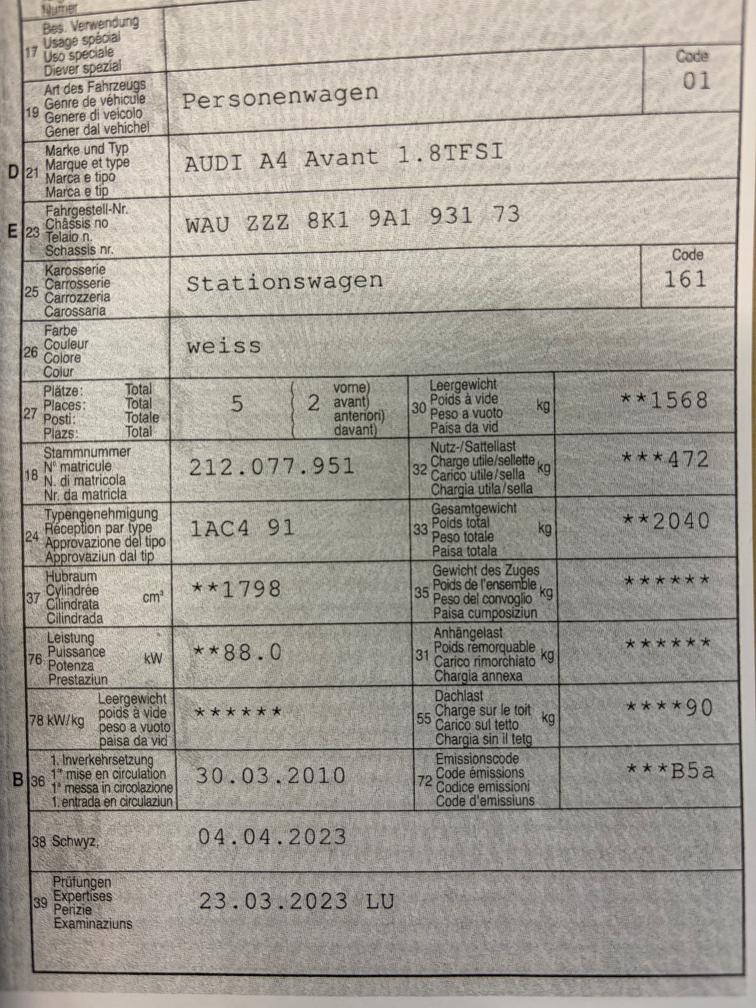 Numer
17
Bes. Verwendung
Usage spécial
Uso speciale
Diever spezial
19
Art des Fahrzeugs
Genre de véhicule
Genere di veicolo
Gener dal vehichel
Personenwagen
Code
01
D 21
Marke und Typ
Marque et type
Marca e tipo
Marca e tip
AUDI A4 Avant 1.8TFSI
E 23
Fahrgestell-Nr.
Châssis no
Telaio n.
Schassis nr.
WAU ZZZ 8K1 9A1 931 73
25
Karosserie
Carrosserie
Carrozzeria
Carossaria
Stationswagen
Code
161
26
Farbe
Couleur
Colore
Colur
weiss
27
Plätze: Total
Places: Total
Posti: Totale
Plazs: Total
5
( 2 vorne)
( avant)
( anteriori)
( davant)
30
Leergewicht
Poids à vide
Peso a vuoto
Paisa da vid
kg
**1568
18
Stammnummer
N° matricule
N. di matricola
Nr. da matricla
212.077.951
32
Nutz-/Sattellast
Charge utile/sellette
Carico utile/sella
Chargia utila/sella
kg
***472
24
Typengenehmigung
Réception par type
Approvazione del tipo
Approvaziun dal tip
1AC4 91
33
Gesamtgewicht
Poids total
Peso totale
Paisa totala
kg
**2040
37
Hubraum
Cylindrée
Cilindrata
Cilindrada
cm³
**1798
35
Gewicht des Zuges
Poids de l'ensemble
Peso del convoglio
Paisa cumposiziun
kg
******
76
Leistung
Puissance
Potenza
Prestaziun
kW
**88.0
31
Anhängelast
Poids remorquable
Carico rimorchiato
Chargia annexa
kg
******
78 kW/kg
Leergewicht
poids à vide
peso a vuoto
paisa da vid
******
55
Dachlast
Charge sur le toit
Carico sul tetto
Chargia sin il tetg
kg
****90
B 36
1. Inverkehrsetzung
1re mise en circulation
1a messa in circolazione
1. entrada en circulaziun
30.03.2010
72
Emissionscode
Code émissions
Codice emissioni
Code d'emissiuns
***B5a
38 Schwyz,
04.04.2023
39
Prüfungen
Expertises
Perizie
Examinaziuns
23.03.2023 LU